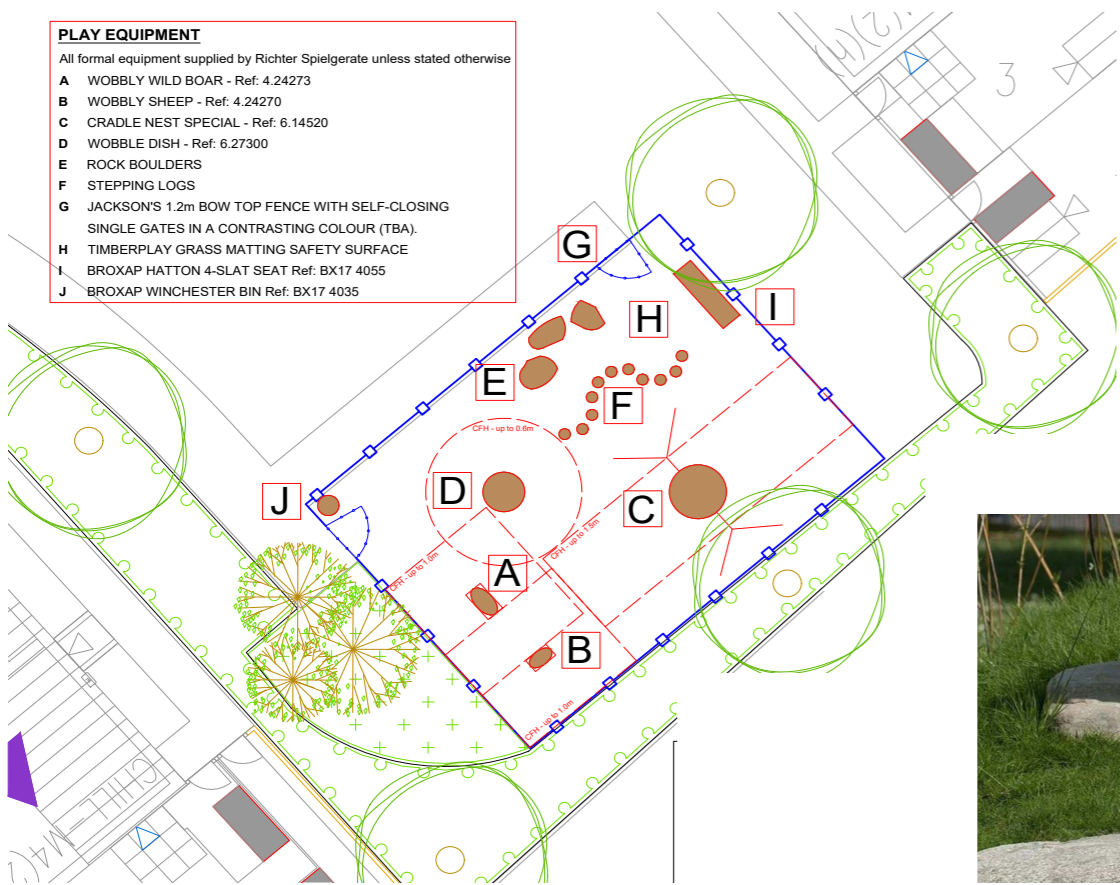 PLAY EQUIPMENT
All formal equipment supplied by Richter Spielgerate unless stated otherwise
A WOBBLY WILD BOAR - Ref: 4.24273
B WOBBLY SHEEP - Ref: 4.24270
C CRADLE NEST SPECIAL - Ref: 6.14520
D WOBBLE DISH - Ref: 6.27300
E ROCK BOULDERS
F STEPPING LOGS
G JACKSON'S 1.2m BOW TOP FENCE WITH SELF-CLOSING
SINGLE GATES IN A CONTRASTING COLOUR (TBA).
H TIMBERPLAY GRASS MATTING SAFETY SURFACE
I BROXAP HATTON 4-SLAT SEAT Ref: BX17 4055
J BROXAP WINCHESTER BIN Ref: BX17 4035
3
G
H
I
E
F
CFH - up to 0.6m
D
C
J
CFH - up to 1.5m
CFH - up to 1.0m
A
B
CFH - up to 1.0m